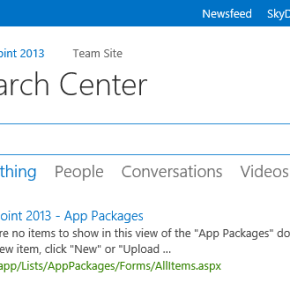 Newsfeed SkyD
oint 2013 Team Site
arch Center
thing People Conversations Videos
oint 2013 - App Packages
re no items to show in this view of the "App Packages" do
ew item, click "New" or "Upload ...
app/Lists/AppPackages/Forms/AllItems.aspx